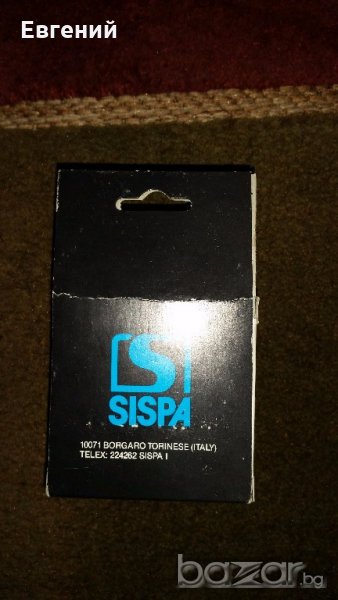 Евгений
SISPA
10071 BORGARO TORINESE (ITALY)
TELEX: 224262 SISPA I
bazar.bg